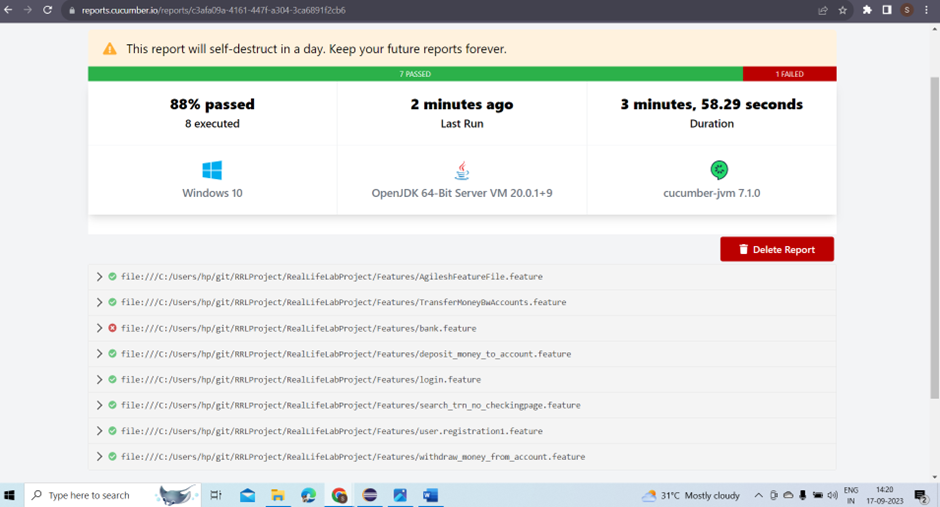 reports.cucumber.io/reports/c3afa09a-4161-447f-a304-3ca6891f2cb6
S
This report will self-destruct in a day. Keep your future reports forever.
7 PASSED
1 FAILED
88% passed
8 executed
2 minutes ago
Last Run
3 minutes, 58.29 seconds
Duration
Windows 10
OpenJDK 64-Bit Server VM 20.0.1+9
cucumber-jvm 7.1.0
Delete Report
file:///C:/Users/hp/git/RRLProject/RealLifeLabProject/Features/AgileshFeatureFile.feature
file:///C:/Users/hp/git/RRLProject/RealLifeLabProject/Features/TransferMoneyBwAccounts.feature
file:///C:/Users/hp/git/RRLProject/RealLifeLabProject/Features/bank.feature
file:///C:/Users/hp/git/RRLProject/RealLifeLabProject/Features/deposit_money_to_account.feature
file:///C:/Users/hp/git/RRLProject/RealLifeLabProject/Features/login.feature
file:///C:/Users/hp/git/RRLProject/RealLifeLabProject/Features/search_trn_no_checkingpage.feature
file:///C:/Users/hp/git/RRLProject/RealLifeLabProject/Features/user.registration1.feature
file:///C:/Users/hp/git/RRLProject/RealLifeLabProject/Features/withdraw_money_from_account.feature
Type here to search
31°C Mostly cloudy
ENG
IN
14:20
17-09-2023
2